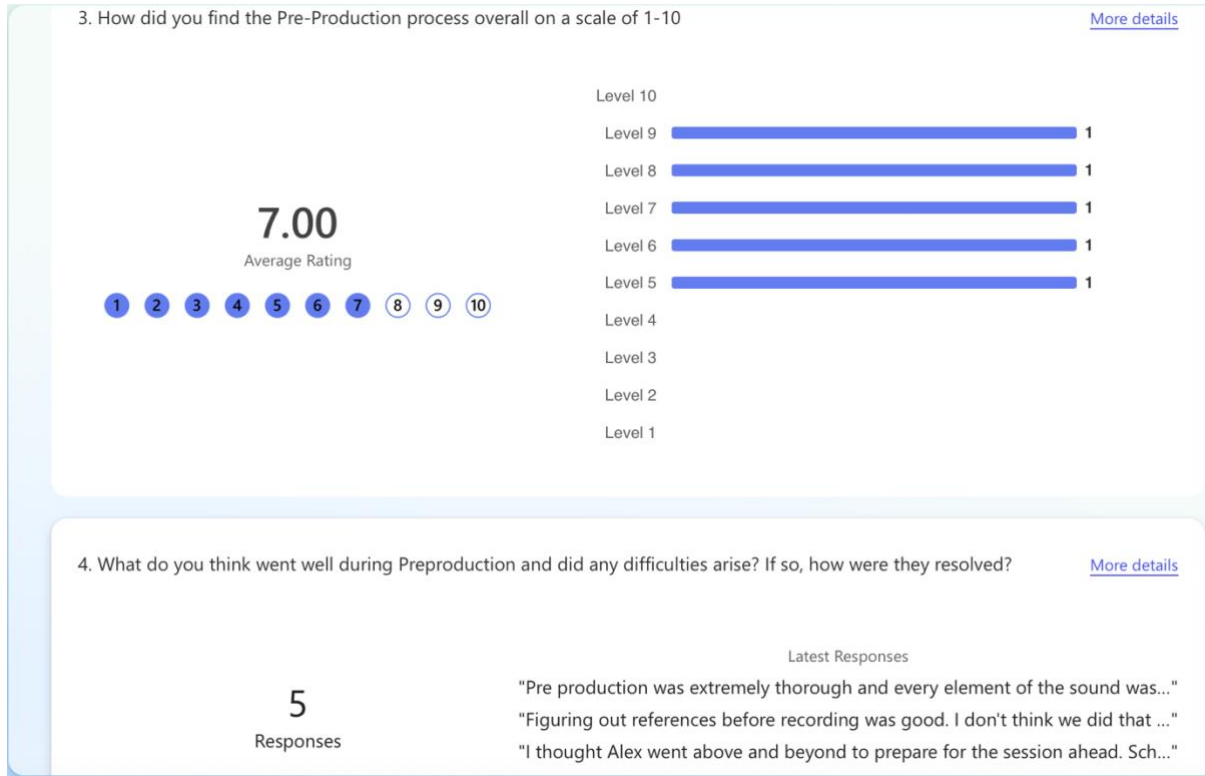 3. How did you find the Pre-Production process overall on a scale of 1-10
More details
7.00
Average Rating
1 2 3 4 5 6 7 8 9 10
Level 10
Level 9 1
Level 8 1
Level 7 1
Level 6 1
Level 5 1
Level 4
Level 3
Level 2
Level 1
4. What do you think went well during Preproduction and did any difficulties arise? If so, how were they resolved?
More details
5
Responses
Latest Responses
"Pre production was extremely thorough and every element of the sound was..."
"Figuring out references before recording was good. I don't think we did that ..."
"I thought Alex went above and beyond to prepare for the session ahead. Sch..."